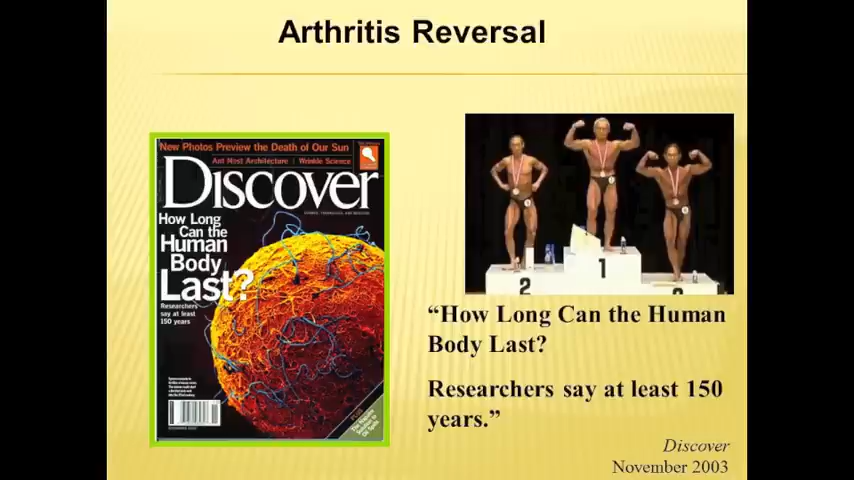 Arthritis Reversal
New Photos Preview the Death of Our Sun
Ant Nest Architecture | Wrinkle Science
Discover
How Long
Can the
Human
Body
Last?
Researchers
say at least
150 years
PLUS
2
1
“How Long Can the Human
Body Last?
Researchers say at least 150
years.”
Discover
November 2003